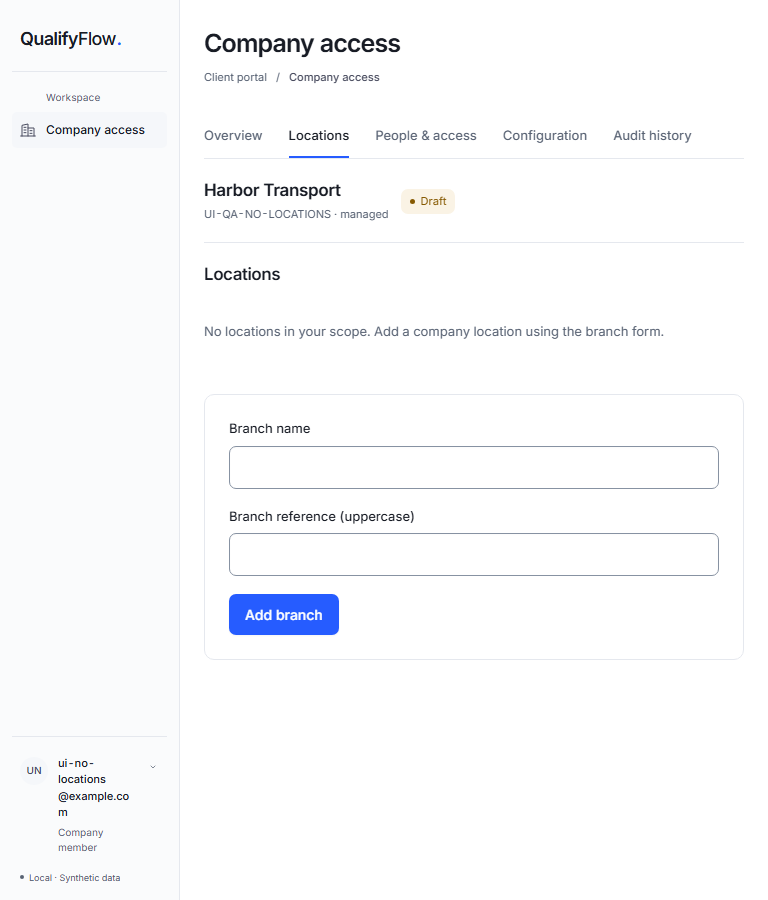 QualifyFlow.
Workspace
Company access
Company access
Client portal / Company access
Overview Locations People & access Configuration Audit history
Harbor Transport
UI-QA-NO-LOCATIONS · managed
Draft
Locations
No locations in your scope. Add a company location using the branch form.
Branch name
Branch reference (uppercase)
Add branch
UN
ui-no-
locations
@example.co
m
Company
member
Local · Synthetic data